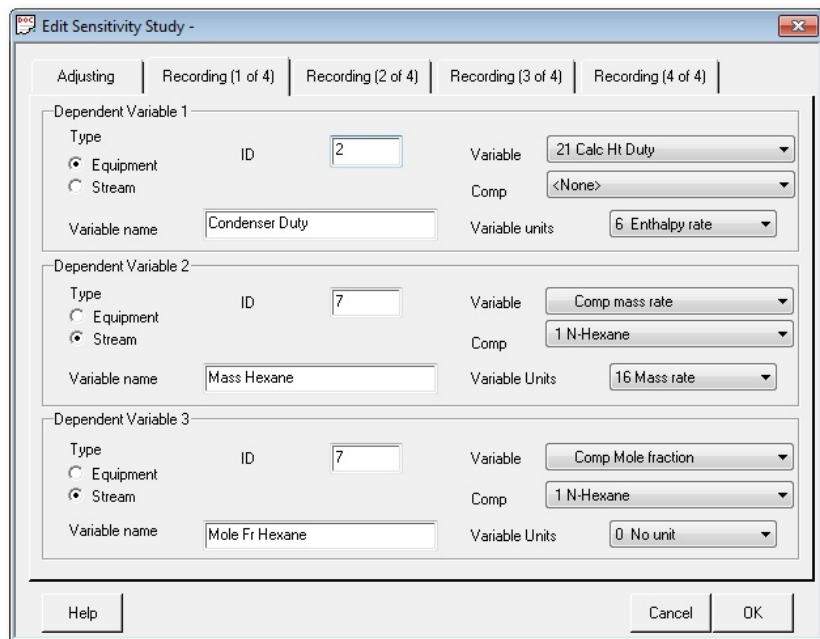 DOC
Edit Sensitivity Study -
Adjusting Recording (1 of 4) Recording (2 of 4) Recording (3 of 4) Recording (4 of 4)
Dependent Variable 1
Type
Equipment
Stream
ID 2
Variable 21 Calc Ht Duty
Comp <None>
Variable name Condenser Duty
Variable units 6 Enthalpy rate
Dependent Variable 2
Type
Equipment
Stream
ID 7
Variable Comp mass rate
Comp 1 N-Hexane
Variable name Mass Hexane
Variable Units 16 Mass rate
Dependent Variable 3
Type
Equipment
Stream
ID 7
Variable Comp Mole fraction
Comp 1 N-Hexane
Variable name Mole Fr Hexane
Variable Units 0 No unit
Help Cancel OK